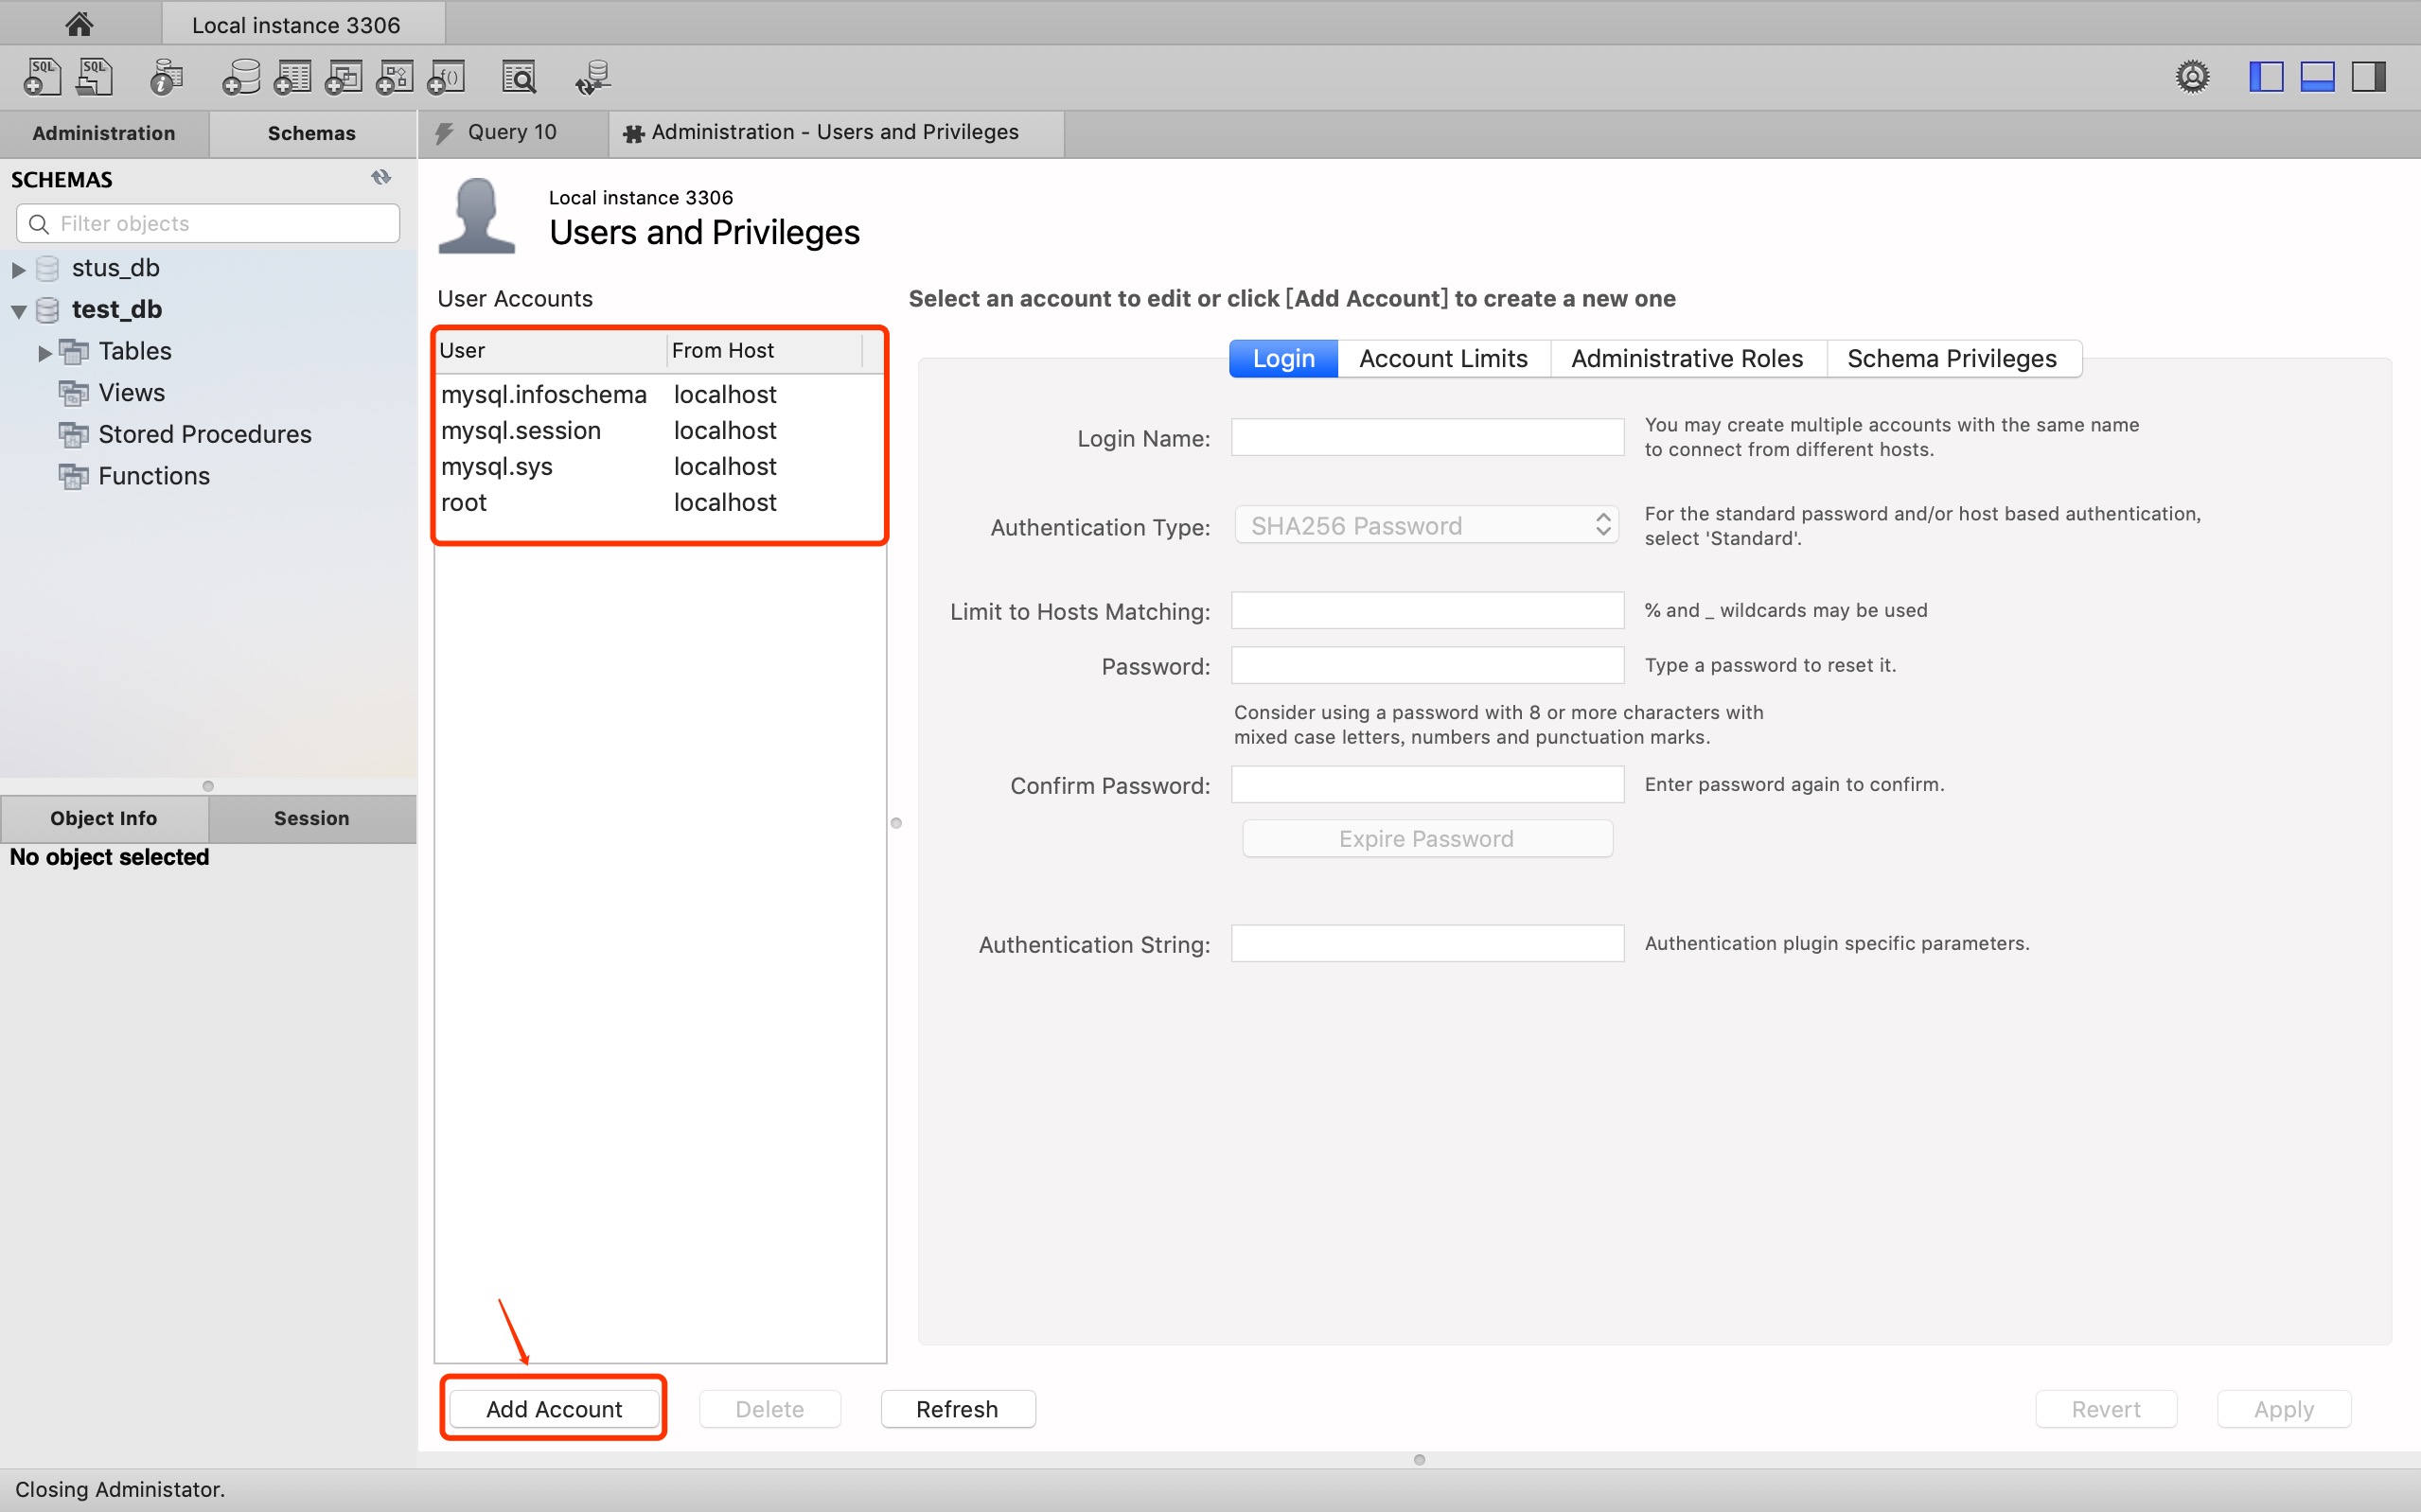 Local instance 3306
SQL
SQL
Administration
Schemas
Query 10
Administration - Users and Privileges
SCHEMAS
Filter objects
stus_db
test_db
Tables
Views
Stored Procedures
Functions
Object Info
Session
No object selected
Local instance 3306
Users and Privileges
User Accounts
User From Host
mysql.infoschema localhost
mysql.session localhost
mysql.sys localhost
root localhost
Select an account to edit or click [Add Account] to create a new one
Login
Account Limits
Administrative Roles
Schema Privileges
Login Name:
You may create multiple accounts with the same name
to connect from different hosts.
Authentication Type:
SHA256 Password
For the standard password and/or host based authentication,
select 'Standard'.
Limit to Hosts Matching:
% and _ wildcards may be used
Password:
Type a password to reset it.
Consider using a password with 8 or more characters with
mixed case letters, numbers and punctuation marks.
Confirm Password:
Enter password again to confirm.
Expire Password
Authentication String:
Authentication plugin specific parameters.
Add Account
Delete
Refresh
Revert
Apply
Closing Administator.